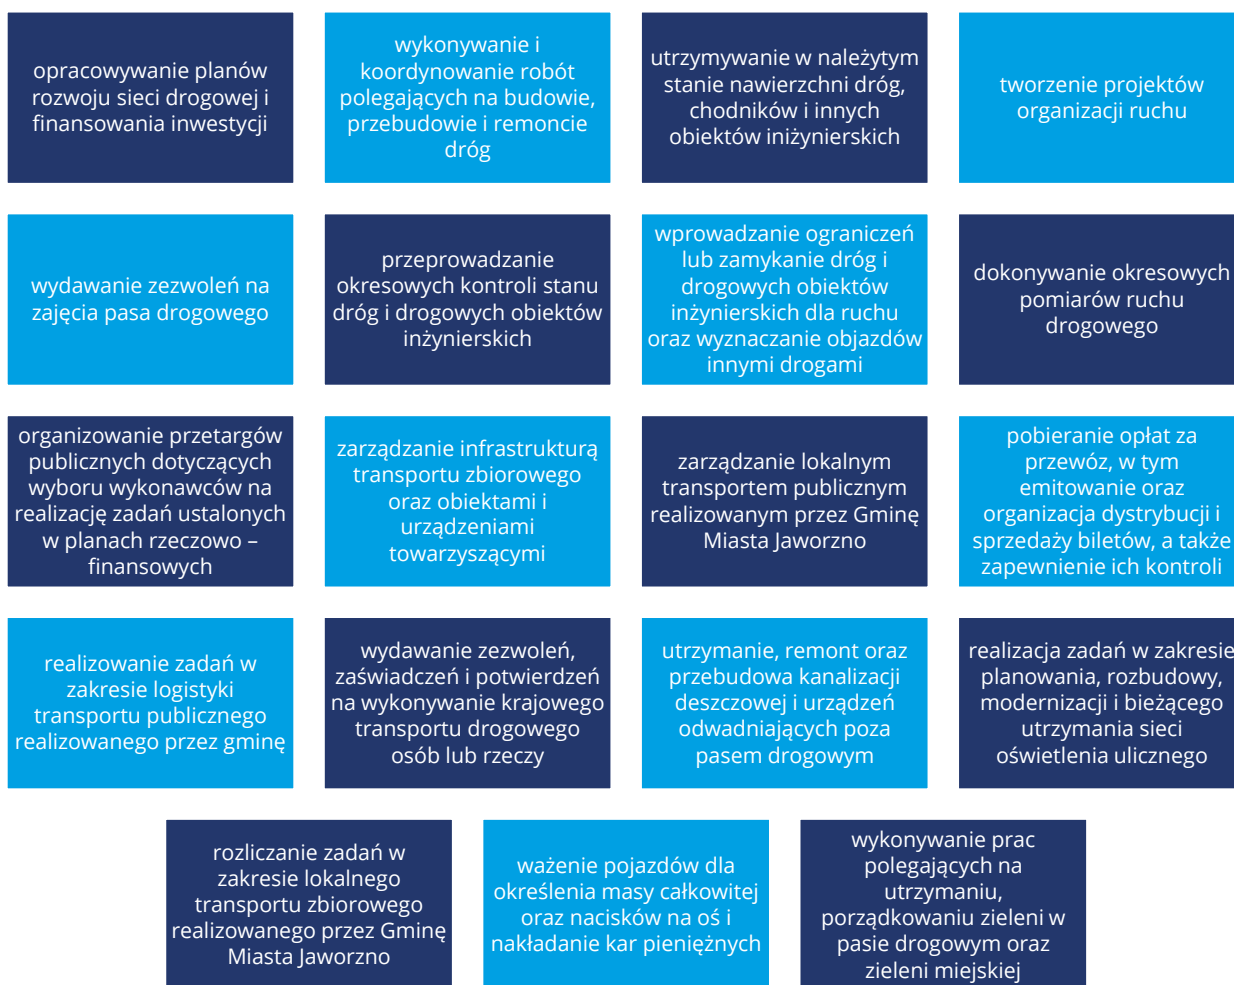 opracowywanie planów
rozwoju sieci drogowej i
finansowania inwestycji
wykonywanie i
koordynowanie robót
polegających na budowie,
przebudowie i remoncie
dróg
utrzymywanie w należytym
stanie nawierzchni dróg,
chodników i innych
obiektów iniżynierskich
tworzenie projektów
organizacji ruchu
wydawanie zezwoleń na
zajęcia pasa drogowego
przeprowadzanie
okresowych kontroli stanu
dróg i drogowych obiektów
inżynierskich
wprowadzanie ograniczeń
lub zamykanie dróg i
drogowych obiektów
inżynierskich dla ruchu
oraz wyznaczanie objazdów
innymi drogami
dokonywanie okresowych
pomiarów ruchu
drogowego
organizowanie przetargów
publicznych dotyczących
wyboru wykonawców na
realizację zadań ustalonych
w planach rzeczowo –
finansowych
zarządzanie infrastrukturą
transportu zbiorowego
oraz obiektami i
urządzeniami
towarzyszącymi
zarządzanie lokalnym
transportem publicznym
realizowanym przez Gminę
Miasta Jaworzno
pobieranie opłat za
przewóz, w tym
emitowanie oraz
organizacja dystrybucji i
sprzedaży biletów, a także
zapewnienie ich kontroli
realizowanie zadań w
zakresie logistyki
transportu publicznego
realizowanego przez gminę
wydawanie zezwoleń,
zaświadczeń i potwierdzeń
na wykonywanie krajowego
transportu drogowego
osób lub rzeczy
utrzymanie, remont oraz
przebudowa kanalizacji
deszczowej i urządzeń
odwadniających poza
pasem drogowym
realizacja zadań w zakresie
planowania, rozbudowy,
modernizacji i bieżącego
utrzymania sieci
oświetlenia ulicznego
rozliczanie zadań w
zakresie lokalnego
transportu zbiorowego
realizowanego przez Gminę
Miasta Jaworzno
ważenie pojazdów dla
określenia masy całkowitej
oraz nacisków na oś i
nakładanie kar pieniężnych
wykonywanie prac
polegających na
utrzymaniu,
porządkowaniu zieleni w
pasie drogowym oraz
zieleni miejskiej